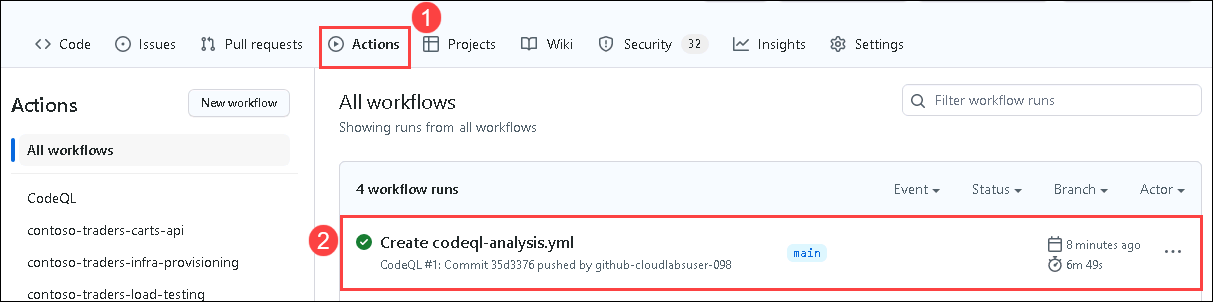 1
Code Issues Pull requests Actions Projects Wiki Security 32 Insights Settings
Actions
New workflow
All workflows
CodeQL
contoso-traders-carts-api
contoso-traders-infra-provisioning
contoso-traders-load-testing
All workflows
Showing runs from all workflows
Filter workflow runs
4 workflow runs Event Status Branch Actor
2
Create codeql-analysis.yml
CodeQL #1: Commit 35d3376 pushed by github-cloudlabsuser-098
main
8 minutes ago
6m 49s